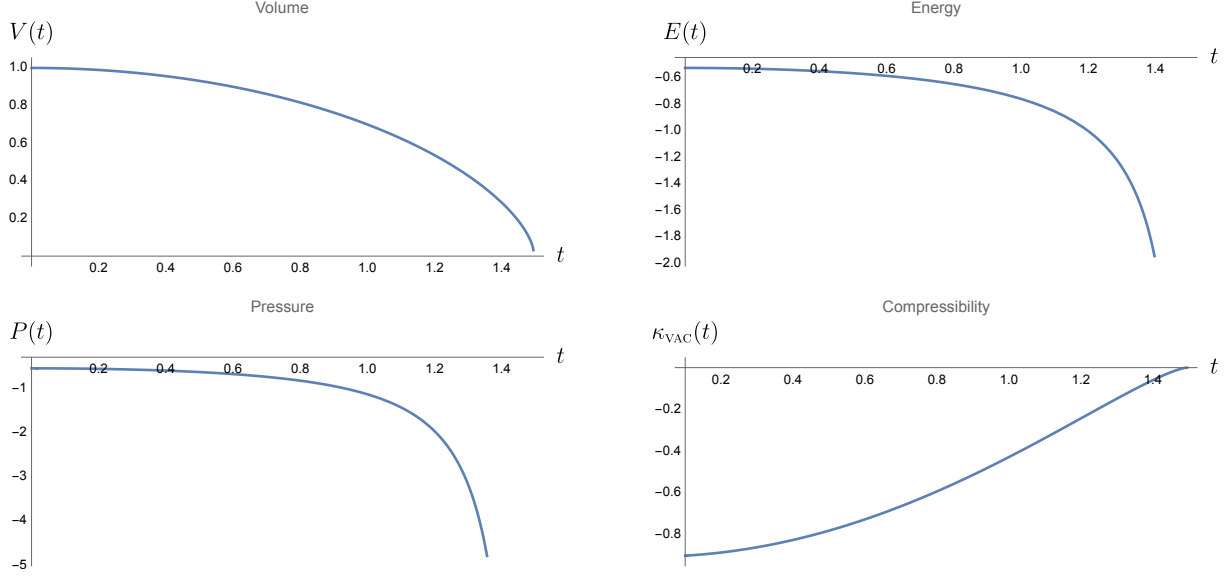 Volume
V(t)
1.0
0.8
0.6
0.4
0.2
t
0.2 0.4 0.6 0.8 1.0 1.2 1.4
Energy
E(t)
t
0.2 0.4 0.6 0.8 1.0 1.2 1.4
−0.6
−0.8
−1.0
−1.2
−1.4
−1.6
−1.8
−2.0
Pressure
P(t)
t
0.2 0.4 0.6 0.8 1.0 1.2 1.4
−1
−2
−3
−4
−5
Compressibility
κVAC(t)
t
0.2 0.4 0.6 0.8 1.0 1.2 1.4
−0.2
−0.4
−0.6
−0.8